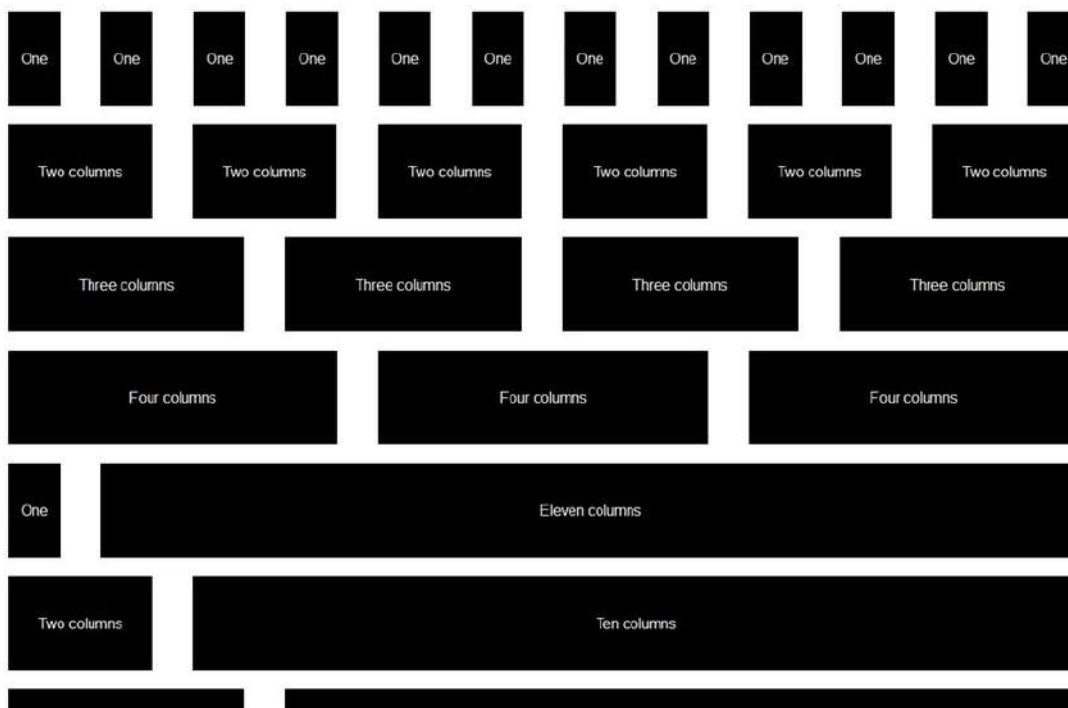 One One One One One One One One One One One One
Two columns Two columns Two columns Two columns Two columns Two columns
Three columns Three columns Three columns Three columns
Four columns Four columns Four columns
One Eleven columns
Two columns Ten columns